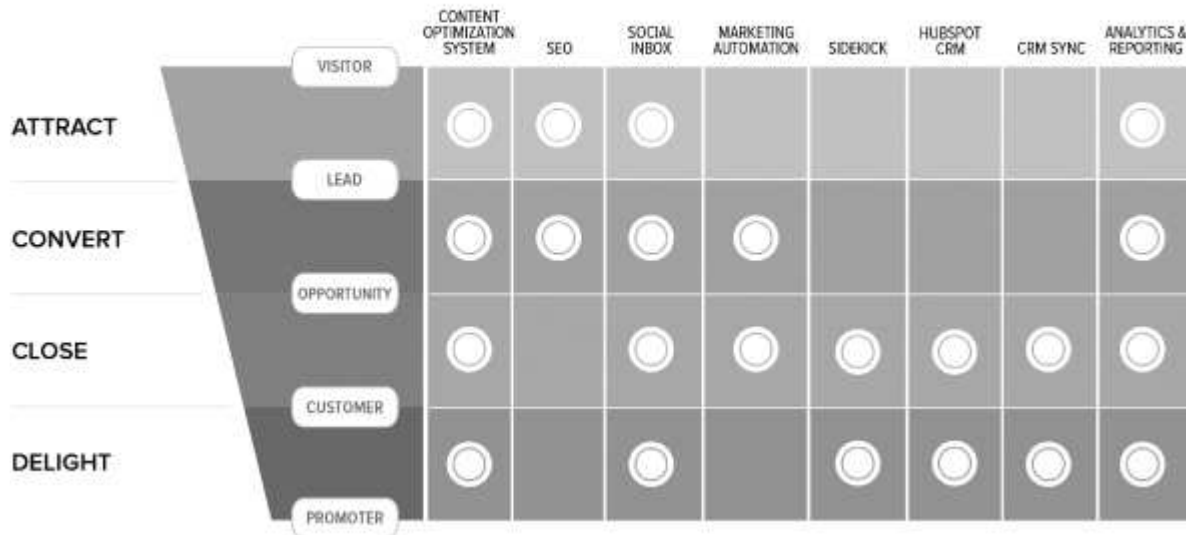 CONTENT
OPTIMIZATION
SYSTEM
SEO
SOCIAL
INBOX
MARKETING
AUTOMATION
SIDEKICK
HUBSPOT
CRM
CRM SYNC
ANALYTICS &
REPORTING
VISITOR
ATTRACT
LEAD
CONVERT
OPPORTUNITY
CLOSE
CUSTOMER
DELIGHT
PROMOTER